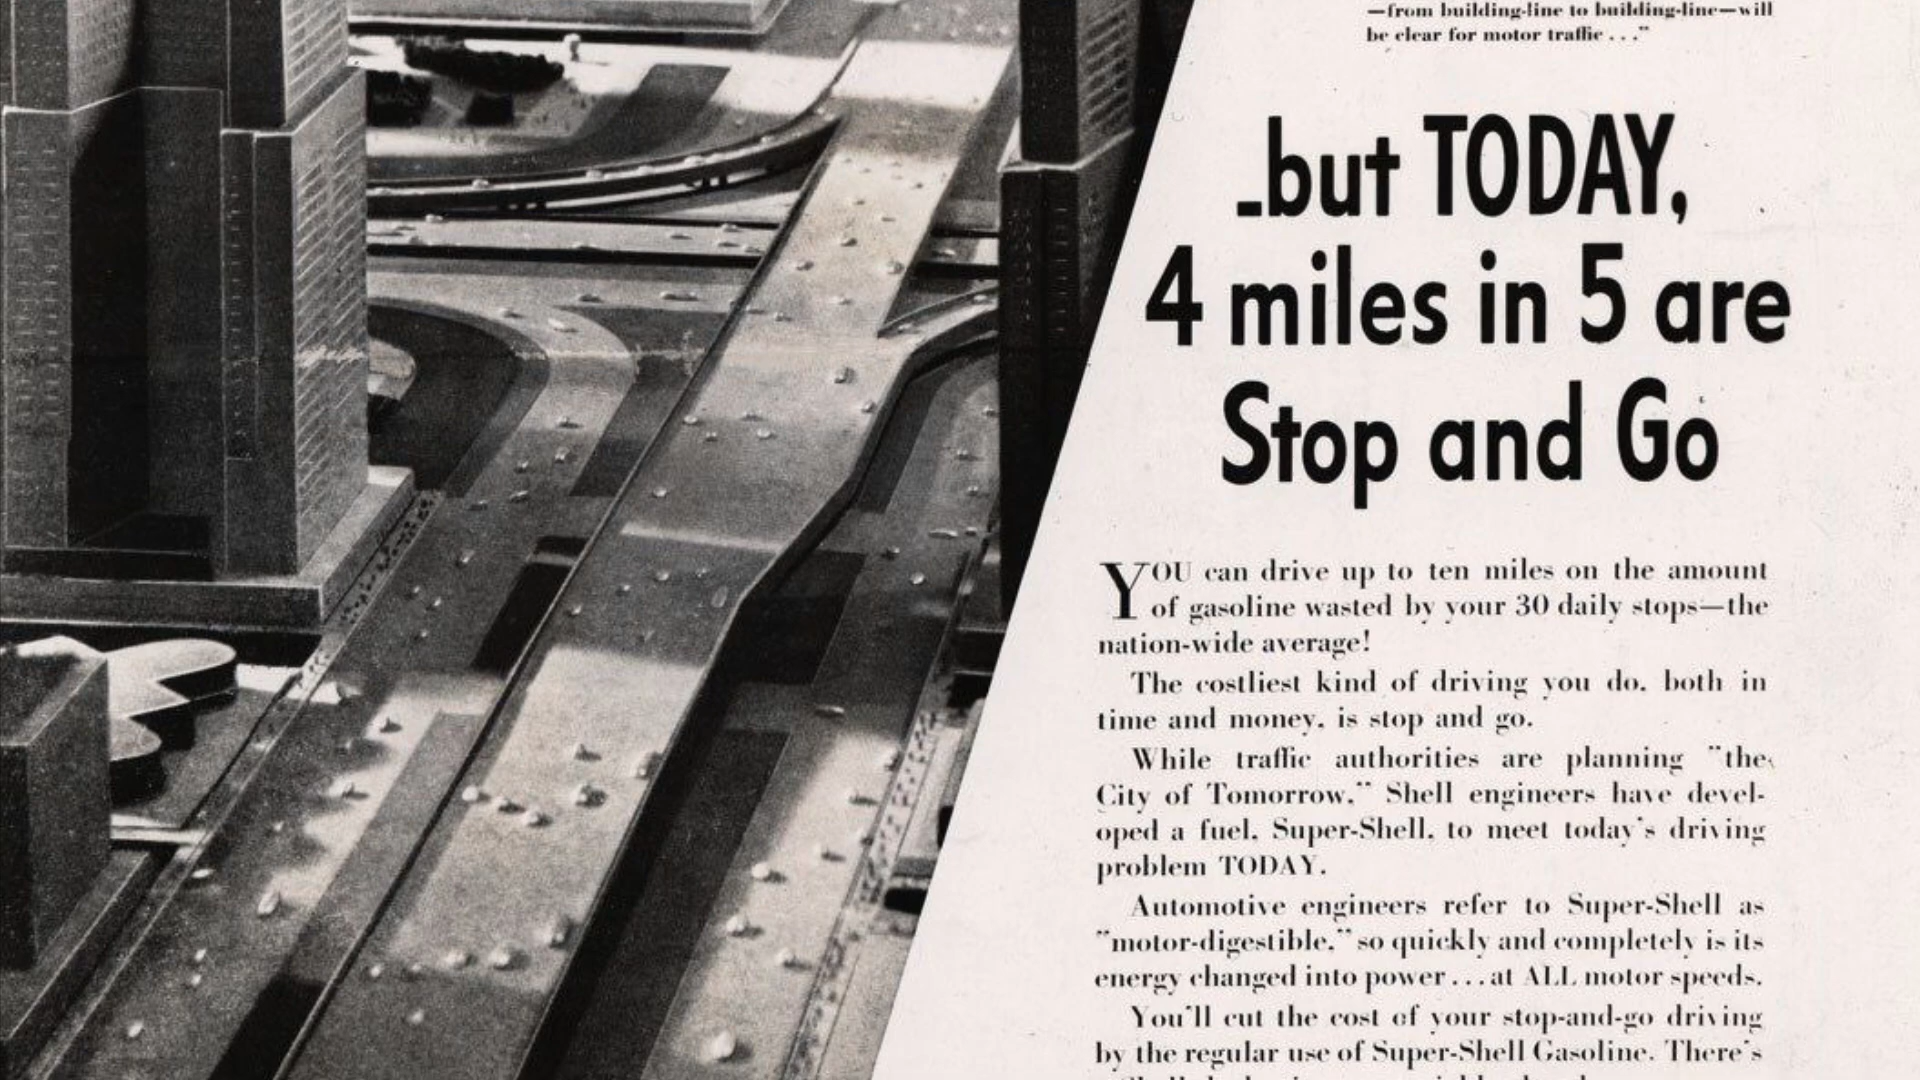 —from building-line to building-line—will
be clear for motor traffic . . ."
..but TODAY,
4 miles in 5 are
Stop and Go
YOU can drive up to ten miles on the amount
of gasoline wasted by your 30 daily stops—the
nation-wide average!
The costliest kind of driving you do, both in
time and money, is stop and go.
While traffic authorities are planning "the
City of Tomorrow," Shell engineers have devel-
oped a fuel, Super-Shell, to meet today's driving
problem TODAY.
Automotive engineers refer to Super-Shell as
"motor-digestible," so quickly and completely is its
energy changed into power . . . at ALL motor speeds.
You'll cut the cost of your stop-and-go driving
by the regular use of Super-Shell Gasoline. There's